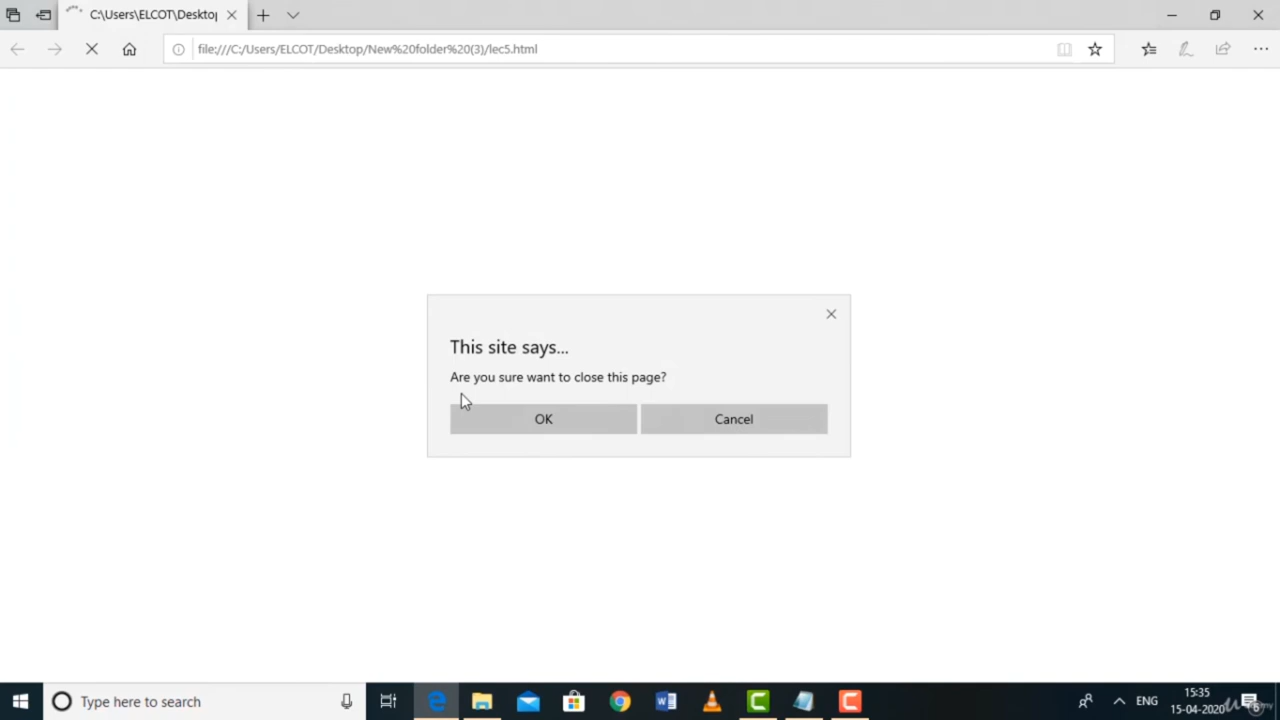 C:\Users\ELCOT\Desktop
file:///C:/Users/ELCOT/Desktop/New%20folder%20(3)/lec5.html
This site says...
Are you sure want to close this page?
OK
Cancel
Type here to search
ENG
15:35
15-04-2020